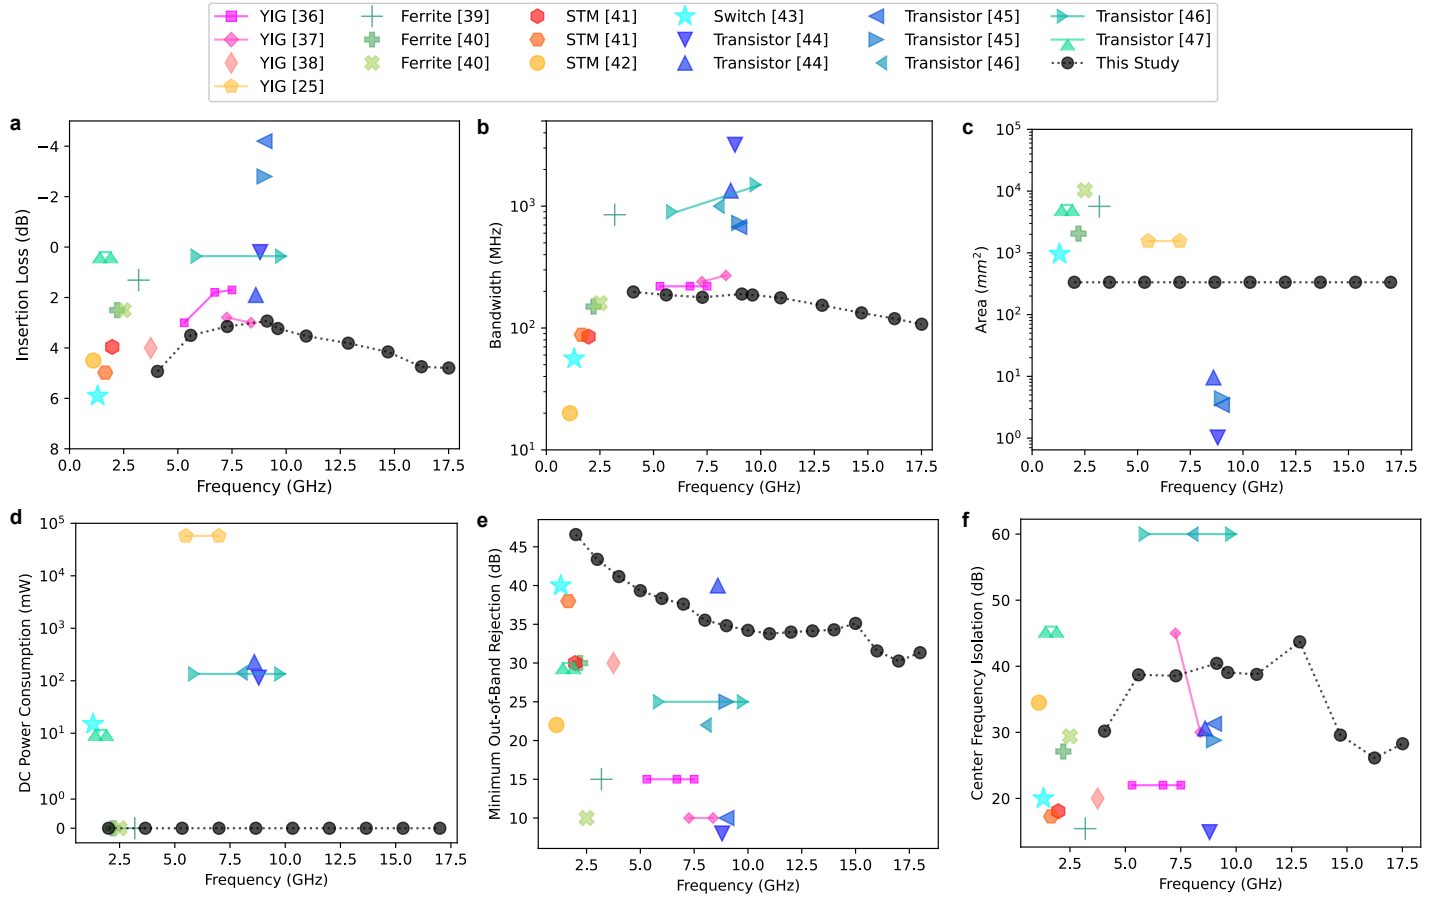 YIG [36]
YIG [37]
YIG [38]
YIG [25]
Ferrite [39]
Ferrite [40]
Ferrite [40]
STM [41]
STM [41]
STM [42]
Switch [43]
Transistor [44]
Transistor [44]
Transistor [45]
Transistor [45]
Transistor [46]
Transistor [46]
Transistor [47]
This Study
a
Insertion Loss (dB)
−4
−2
0
2
4
6
8
0.0 2.5 5.0 7.5 10.0 12.5 15.0 17.5
Frequency (GHz)
b
Bandwidth (MHz)
10³
10²
10¹
0.0 2.5 5.0 7.5 10.0 12.5 15.0 17.5
Frequency (GHz)
c
Area (mm²)
10⁵
10⁴
10³
10²
10¹
10⁰
0.0 2.5 5.0 7.5 10.0 12.5 15.0 17.5
Frequency (GHz)
d
DC Power Consumption (mW)
10⁵
10⁴
10³
10²
10¹
10⁰
0
2.5 5.0 7.5 10.0 12.5 15.0 17.5
Frequency (GHz)
e
Minimum Out-of-Band Rejection (dB)
45
40
35
30
25
20
15
10
2.5 5.0 7.5 10.0 12.5 15.0 17.5
Frequency (GHz)
f
Center Frequency Isolation (dB)
60
50
40
30
20
2.5 5.0 7.5 10.0 12.5 15.0 17.5
Frequency (GHz)